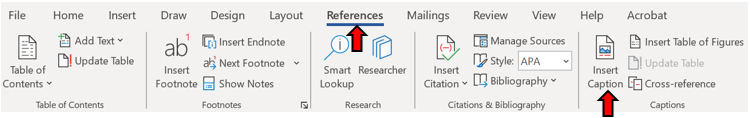 File Home Insert Draw Design Layout References Mailings Review View Help Acrobat
Table of Contents
Add Text
Update Table
Table of Contents
ab1
Insert Footnote
Insert Endnote
ab Next Footnote
Show Notes
Footnotes
Smart Lookup
Researcher
Research
Insert Citation
Manage Sources
Style: APA
Bibliography
Citations & Bibliography
Insert Caption
Insert Table of Figures
Update Table
Cross-reference
Captions